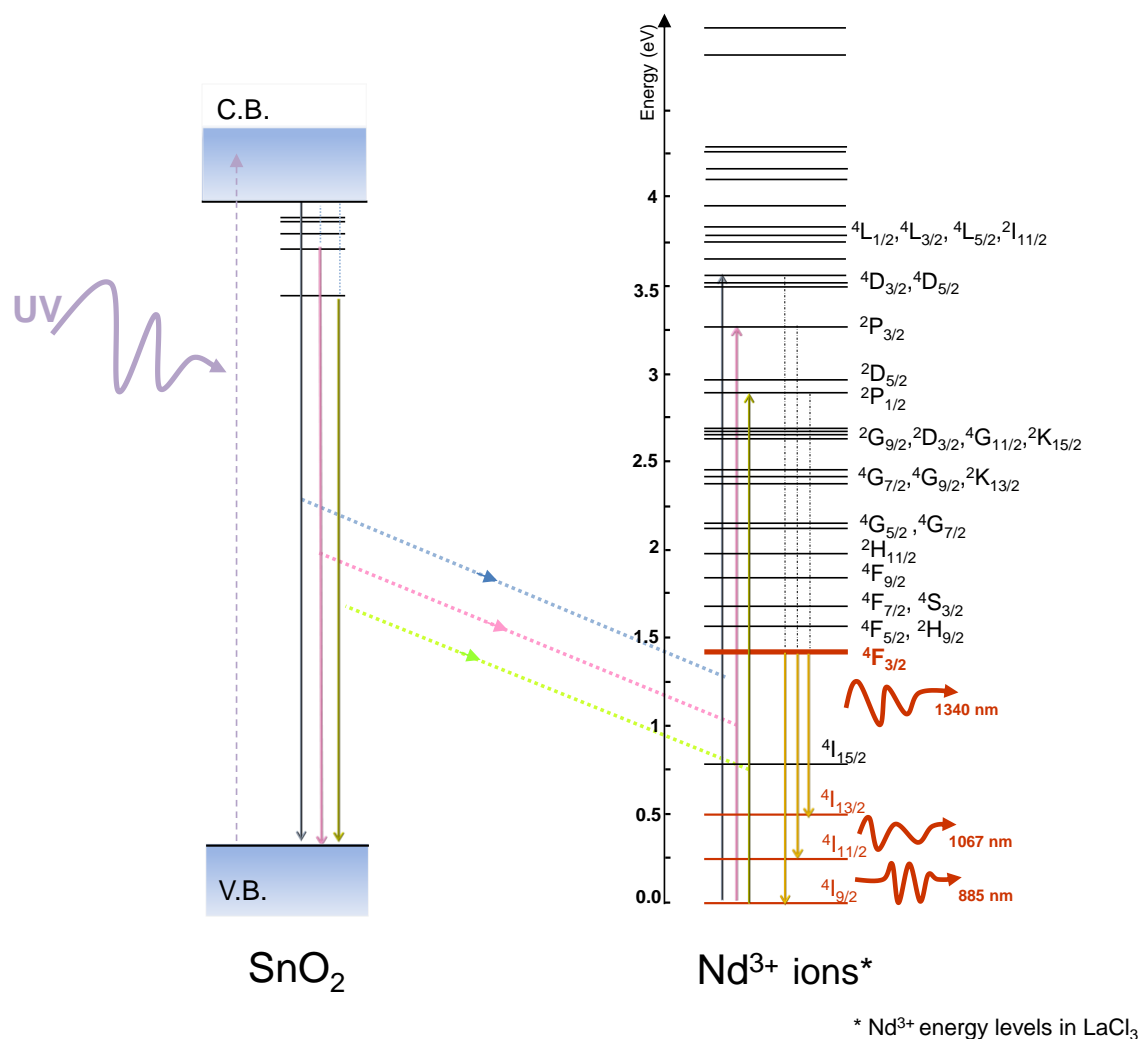 Energy (eV)
C.B.
4
⁴L₁/₂,⁴L₃/₂, ⁴L₅/₂,²I₁₁/₂
3.5
⁴D₃/₂,⁴D₅/₂
UV
²P₃/₂
3
²D₅/₂
²P₁/₂
2.5
²G₉/₂,²D₃/₂,⁴G₁₁/₂,²K₁₅/₂
⁴G₇/₂,⁴G₉/₂,²K₁₃/₂
⁴G₅/₂ ,⁴G₇/₂
2
²H₁₁/₂
⁴F₉/₂
⁴F₇/₂, ⁴S₃/₂
1.5
⁴F₅/₂, ²H₉/₂
⁴F₃/₂
1340 nm
1
⁴I₁₅/₂
0.5
⁴I₁₃/₂
1067 nm
⁴I₁₁/₂
V.B.
0.0
⁴I₉/₂
885 nm
SnO₂
Nd³⁺ ions*
* Nd³⁺ energy levels in LaCl₃